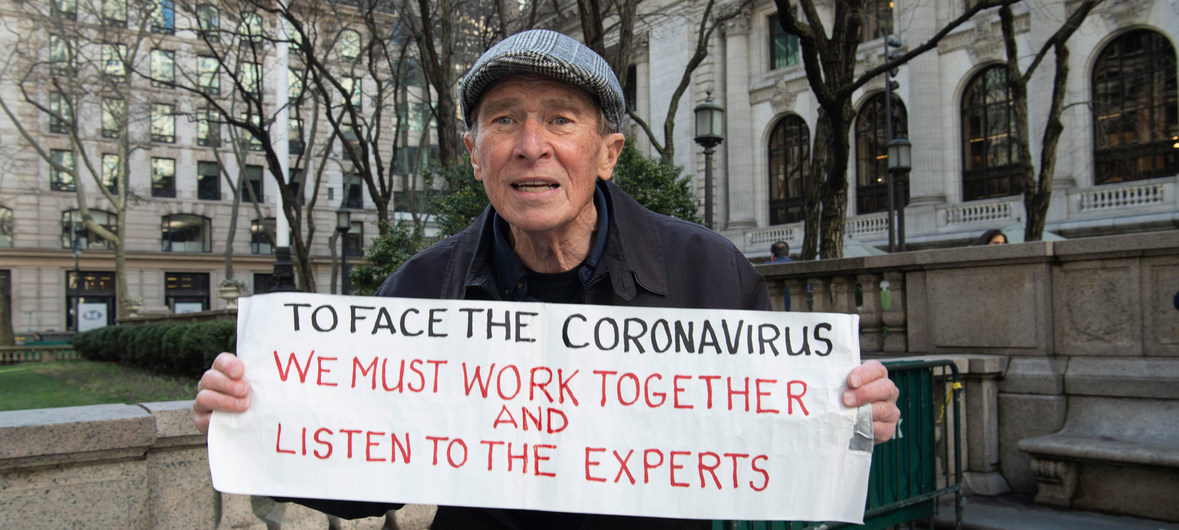 TO FACE THE CORONAVIRUS
WE MUST WORK TOGETHER
AND
LISTEN TO THE EXPERTS